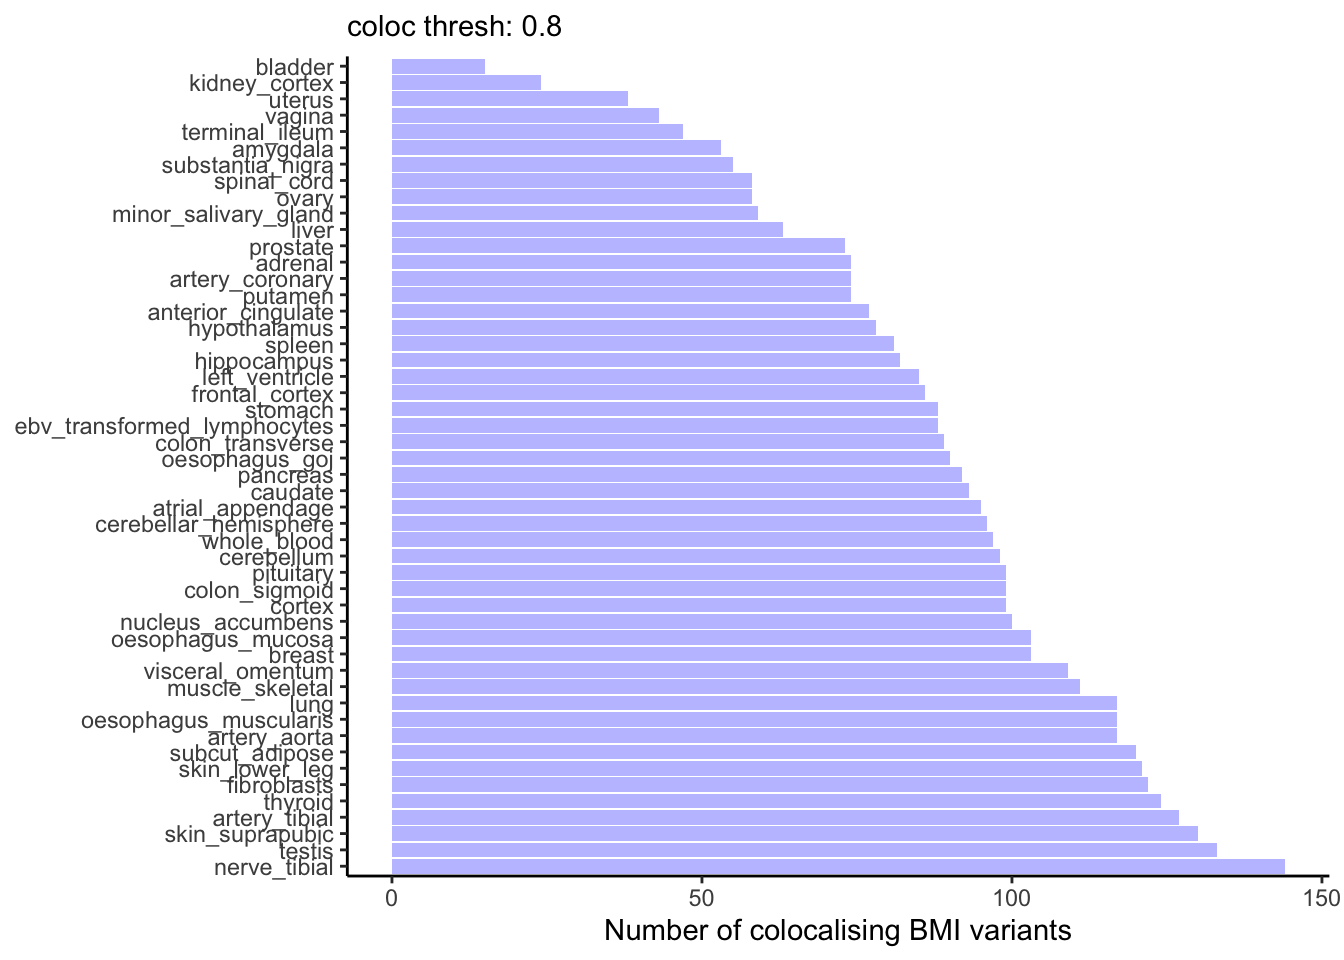 coloc thresh: 0.8
bladder
kidney_cortex
uterus
vagina
terminal_ileum
amygdala
substantia_nigra
spinal_cord
ovary
minor_salivary_gland
liver
prostate
adrenal
artery_coronary
putamen
anterior_cingulate
hypothalamus
spleen
hippocampus
left_ventricle
frontal_cortex
stomach
ebv_transformed_lymphocytes
colon_transverse
oesophagus_goj
pancreas
caudate
atrial_appendage
cerebellar_hemisphere
whole_blood
cerebellum
pituitary
colon_sigmoid
cortex
nucleus_accumbens
oesophagus_mucosa
breast
visceral_omentum
muscle_skeletal
lung
oesophagus_muscularis
artery_aorta
subcut_adipose
skin_lower_leg
fibroblasts
thyroid
artery_tibial
skin_suprapubic
testis
nerve_tibial
0 50 100 150
Number of colocalising BMI variants